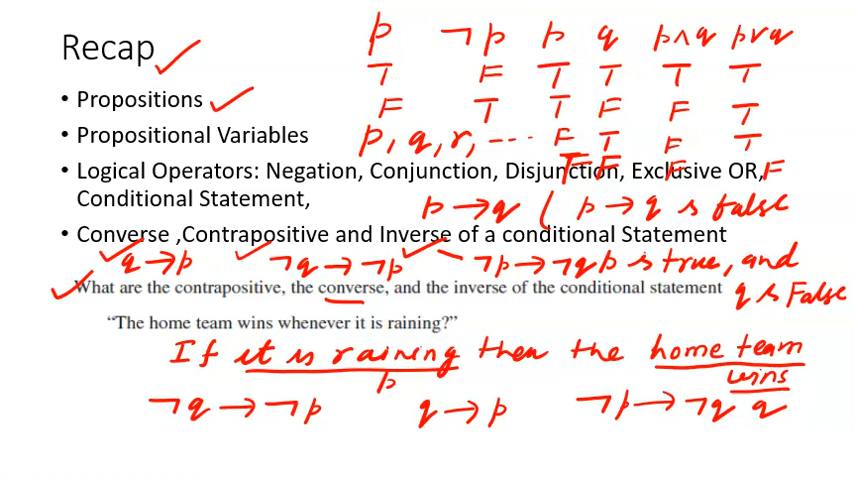 Recap
p ¬p p q p∧q p∨q
T F T T T T
F T T F F T
• Propositions
• Propositional Variables p, q, r, --- F T F T
• Logical Operators: Negation, Conjunction, Disjunction, Exclusive OR,
F F F F
Conditional Statement, p → q ( p → q is false
• Converse ,Contrapositive and Inverse of a conditional Statement
q → p ¬q → ¬p ¬p → ¬q p is true, and
What are the contrapositive, the converse, and the inverse of the conditional statement q is False
“The home team wins whenever it is raining?”
If it is raining then the home team
p wins
¬q → ¬p q → p ¬p → ¬q q